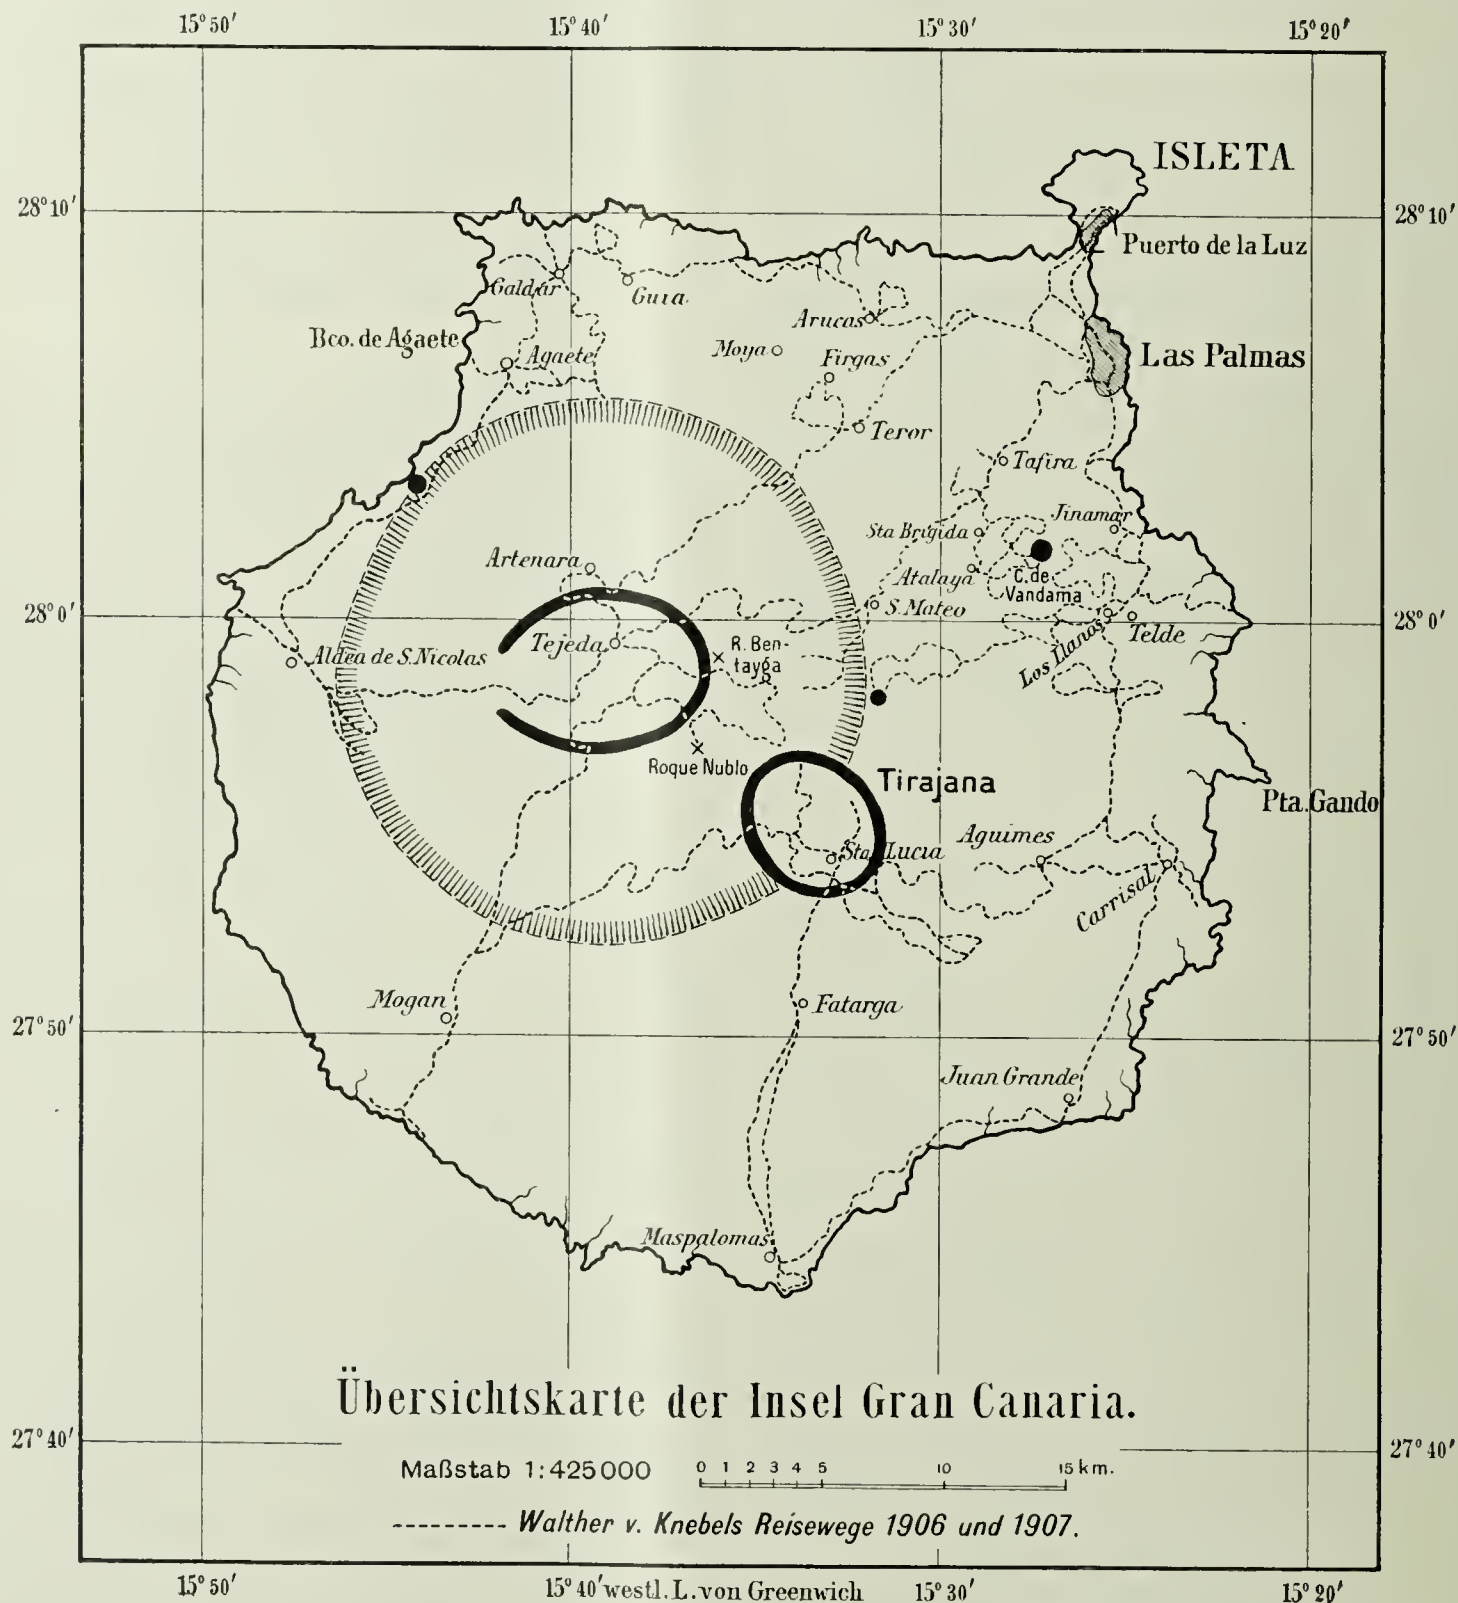 15° 50′ 15° 40′ 15° 30′ 15° 20′
ISLETA
28° 10′ 28° 10′
Puerto de la Luz
Galdar
Guia
Arucas
Bco. de Agaete
Agaete
Moya
Firgas
Las Palmas
Teror
Tafira
Jinamar
Sta Brigida
Artenara
Atalaya
C. de
Vandama
S. Mateo
28° 0′ 28° 0′
Telde
Los Llanos
Tejeda
R. Ben-
tayga
Aldea de S. Nicolas
Roque Nublo
Tirajana
Pta. Gando
Aguimes
Sta Lucia
Carrisal
Mogan
Fatarga
27° 50′ 27° 50′
Juan Grande
Maspalomas
Übersichtskarte der Insel Gran Canaria.
27° 40′ 27° 40′
Maßstab 1:425000 0 1 2 3 4 5 10 15 km.
-------- Walther v. Knebels Reisewege 1906 und 1907.
15° 50′ 15° 40′ westl. L. von Greenwich 15° 30′ 15° 20′